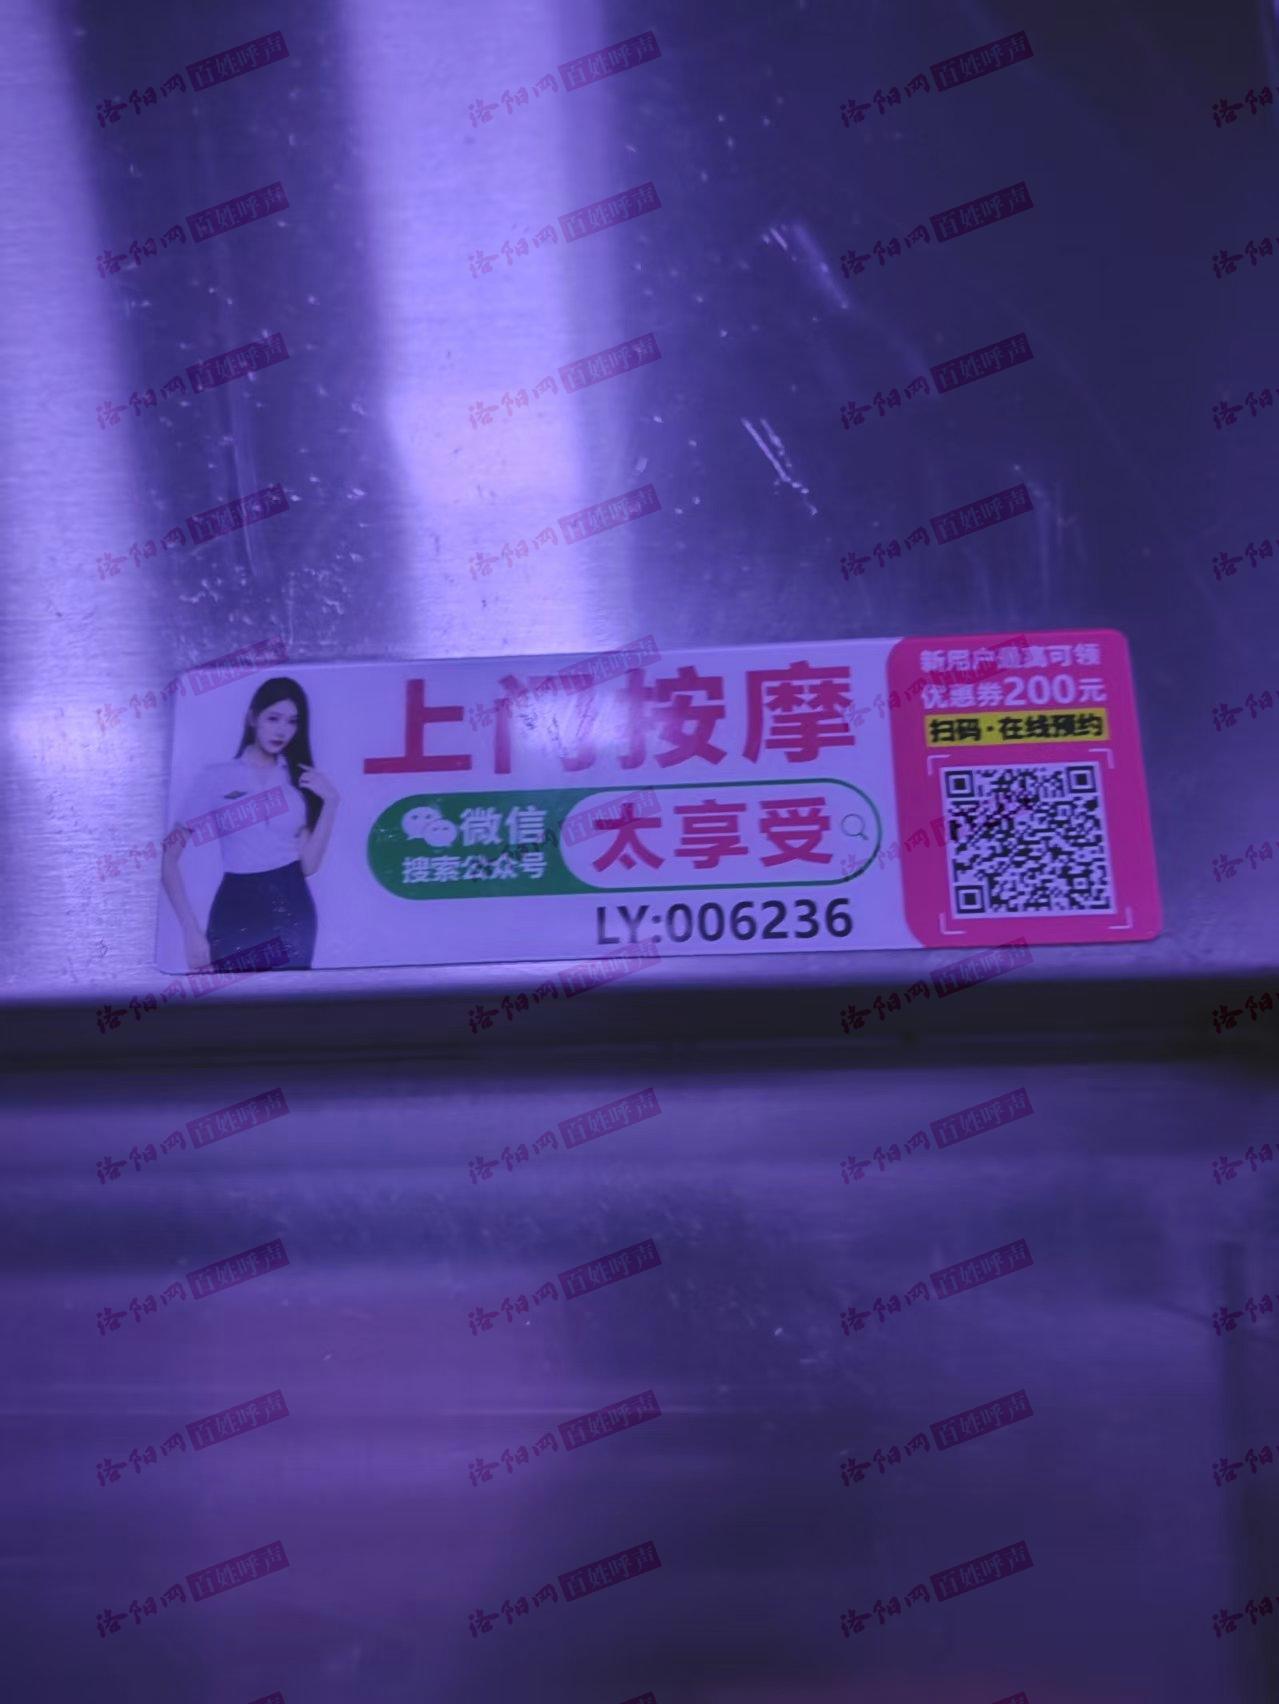 上门按摩
微信
搜索公众号
太享受
LY:006236
新用户最高可领
优惠券200元
扫码·在线预约
洛阳网 百姓呼声